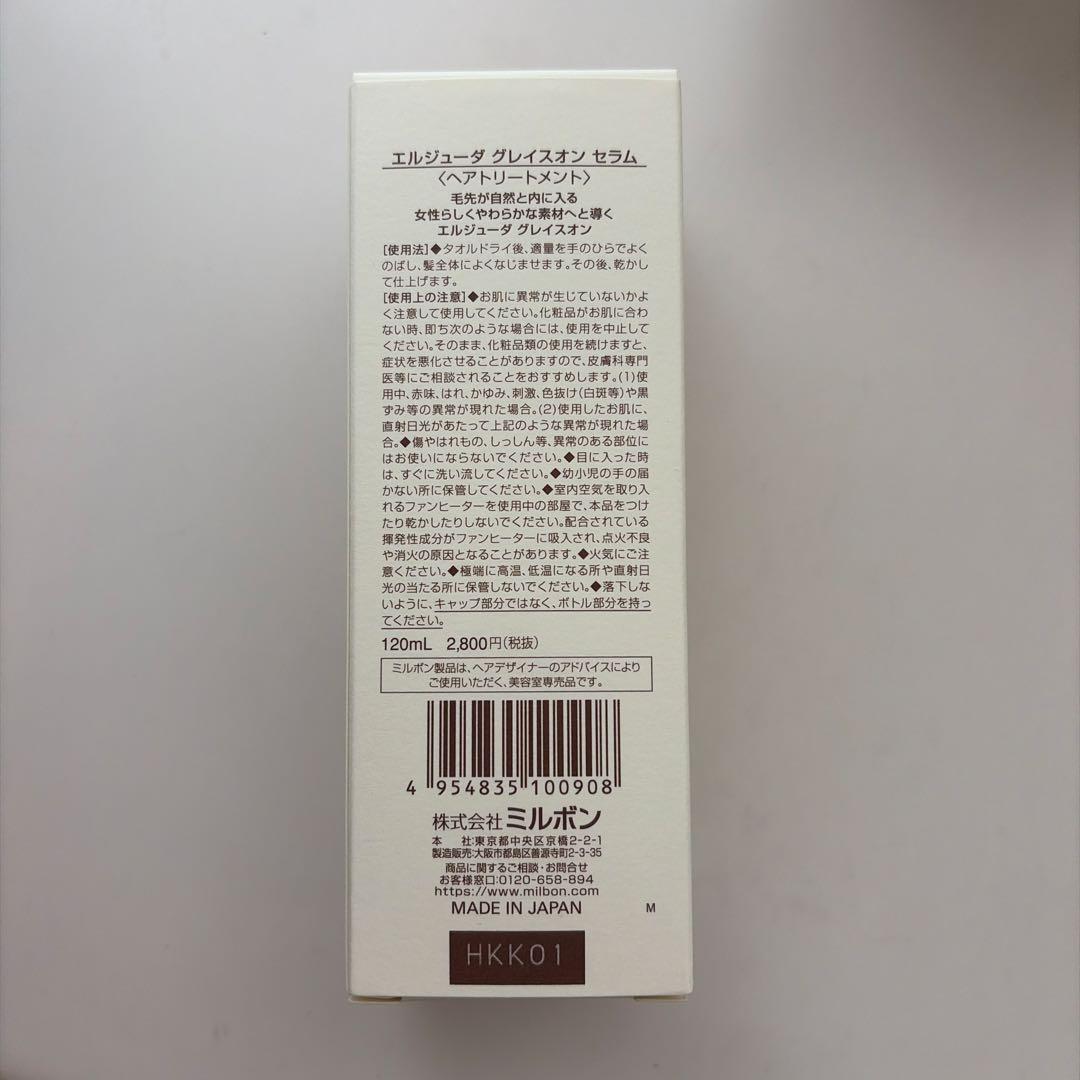 エルジューダ グレイスオン セラム
〈ヘアトリートメント〉
毛先が自然と内に入る
女性らしくやわらかな素材へと導く
エルジューダ グレイスオン
[使用法]◆タオルドライ後、適量を手のひらでよく
のばし、髪全体によくなじませます。その後、乾かし
て仕上げます。
[使用上の注意]◆お肌に異常が生じていないかよ
く注意して使用してください。化粧品がお肌に合わ
ない時、即ち次のような場合には、使用を中止して
ください。そのまま、化粧品類の使用を続けますと、
症状を悪化させることがありますので、皮膚科専門
医等にご相談されることをおすすめします。(1)使
用中、赤味、はれ、かゆみ、刺激、色抜け(白斑等)や黒
ずみ等の異常が現れた場合。(2)使用したお肌に、
直射日光があたって上記のような異常が現れた場
合。◆傷やはれもの、しっしん等、異常のある部位に
はお使いにならないでください。◆目に入った時
は、すぐに洗い流してください。◆幼小児の手の届
かない所に保管してください。◆室内空気を取り入
れるファンヒーターを使用中の部屋で、本品をつけ
たり乾かしたりしないでください。配合されている
揮発性成分がファンヒーターに吸入され、点火不良
や消火の原因となることがあります。◆火気にご注
意ください。◆極端に高温、低温になる所や直射日
光の当たる所に保管しないでください。◆落下しな
いように、キャップ部分ではなく、ボトル部分を持っ
てください。
120mL 2,800円(税抜)
ミルボン製品は、ヘアデザイナーのアドバイスにより
ご使用いただく、美容室専売品です。
4 954835 100908
株式会社ミルボン
本 社:東京都中央区京橋2-2-1
製造販売:大阪市都島区善源寺町2-3-35
商品に関するご相談・お問合せ
お客様窓口:0120-658-894
https://www.milbon.com
MADE IN JAPAN M
HKK01